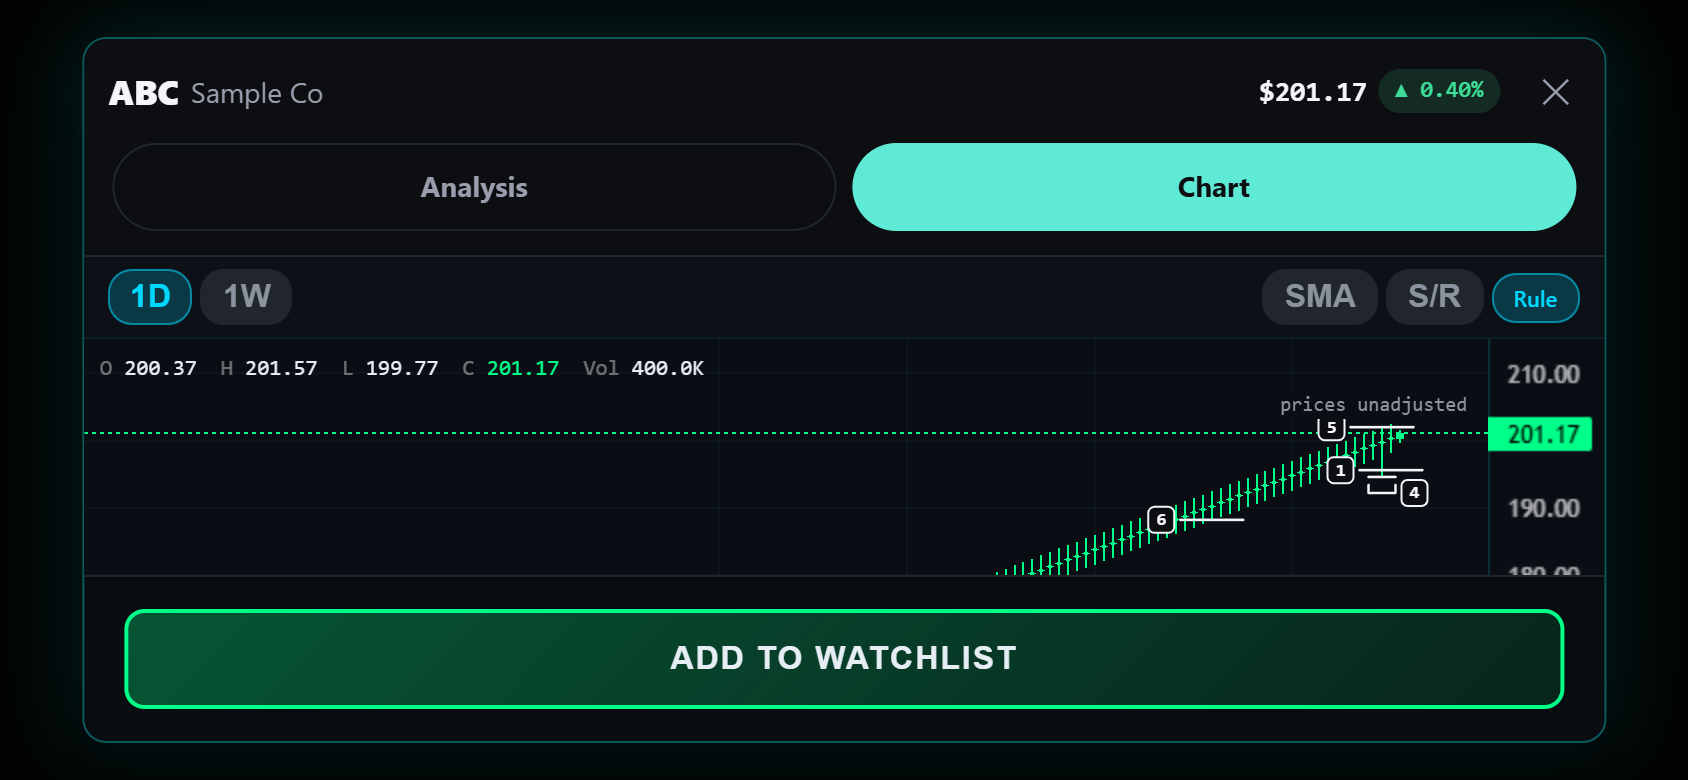 ABC Sample Co $201.17 ▲ 0.40%
Analysis Chart
1D 1W SMA S/R Rule
O 200.37 H 201.57 L 199.77 C 201.17 Vol 400.0K
210.00
prices unadjusted
5
201.17
1
4
190.00
6
180.00
ADD TO WATCHLIST